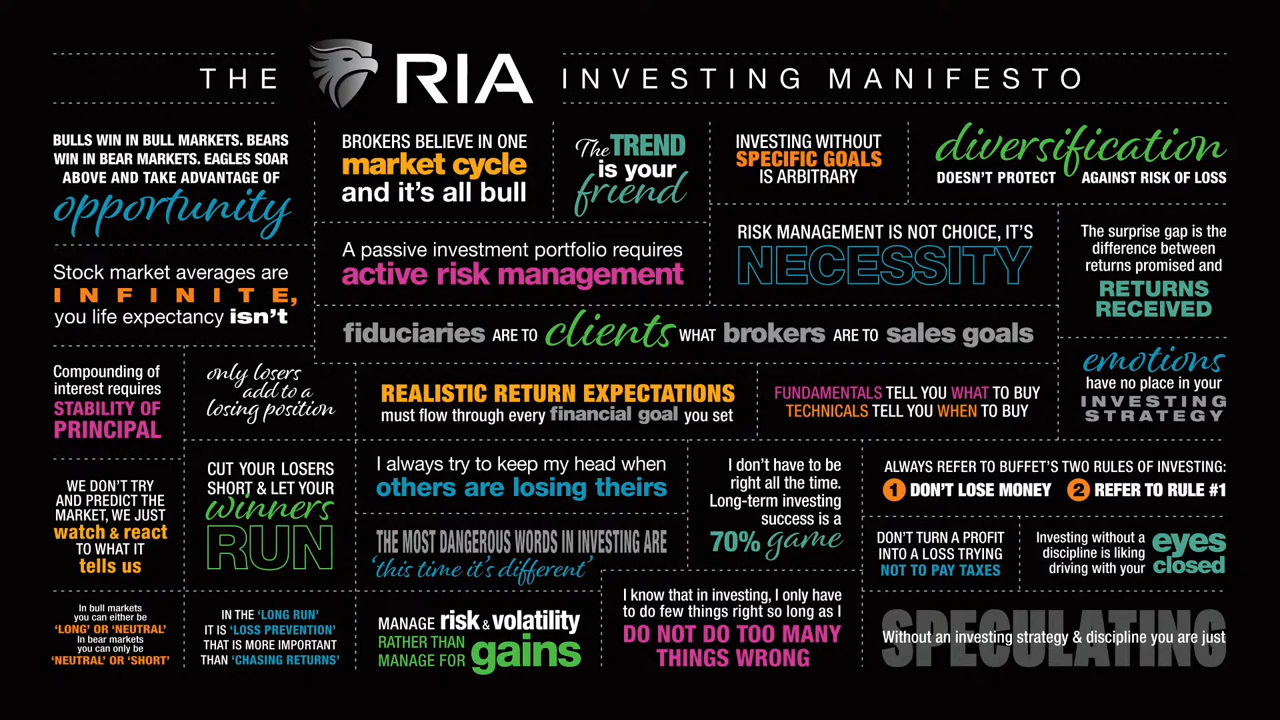 THE RIA INVESTING MANIFESTO
BULLS WIN IN BULL MARKETS. BEARS
WIN IN BEAR MARKETS. EAGLES SOAR
ABOVE AND TAKE ADVANTAGE OF
opportunity
BROKERS BELIEVE IN ONE
market cycle
and it's all bull
The TREND
is your
friend
INVESTING WITHOUT
SPECIFIC GOALS
IS ARBITRARY
diversification
DOESN'T PROTECT AGAINST RISK OF LOSS
Stock market averages are
INFINITE,
you life expectancy isn't
A passive investment portfolio requires
active risk management
RISK MANAGEMENT IS NOT CHOICE, IT'S
NECESSITY
The surprise gap is the
difference between
returns promised and
RETURNS
RECEIVED
fiduciaries ARE TO clients WHAT brokers ARE TO sales goals
Compounding of
interest requires
STABILITY OF
PRINCIPAL
only losers
add to a
losing position
REALISTIC RETURN EXPECTATIONS
must flow through every financial goal you set
FUNDAMENTALS TELL YOU WHAT TO BUY
TECHNICALS TELL YOU WHEN TO BUY
emotions
have no place in your
INVESTING
STRATEGY
WE DON'T TRY
AND PREDICT THE
MARKET, WE JUST
watch & react
TO WHAT IT
tells us
CUT YOUR LOSERS
SHORT & LET YOUR
winners
RUN
I always try to keep my head when
others are losing theirs
THE MOST DANGEROUS WORDS IN INVESTING ARE
'this time it's different'
I don't have to be
right all the time.
Long-term investing
success is a
70% game
ALWAYS REFER TO BUFFET'S TWO RULES OF INVESTING:
1 DON'T LOSE MONEY 2 REFER TO RULE #1
DON'T TURN A PROFIT
INTO A LOSS TRYING
NOT TO PAY TAXES
Investing without a
discipline is liking
driving with your
eyes
closed
In bull markets
you can either be
'LONG' OR 'NEUTRAL'
In bear markets
you can only be
'NEUTRAL' OR 'SHORT'
IN THE 'LONG RUN'
IT IS 'LOSS PREVENTION'
THAT IS MORE IMPORTANT
THAN 'CHASING RETURNS'
MANAGE risk & volatility
RATHER THAN
MANAGE FOR gains
I know that in investing, I only have
to do few things right so long as I
DO NOT DO TOO MANY
THINGS WRONG
Without an investing strategy & discipline you are just
SPECULATING